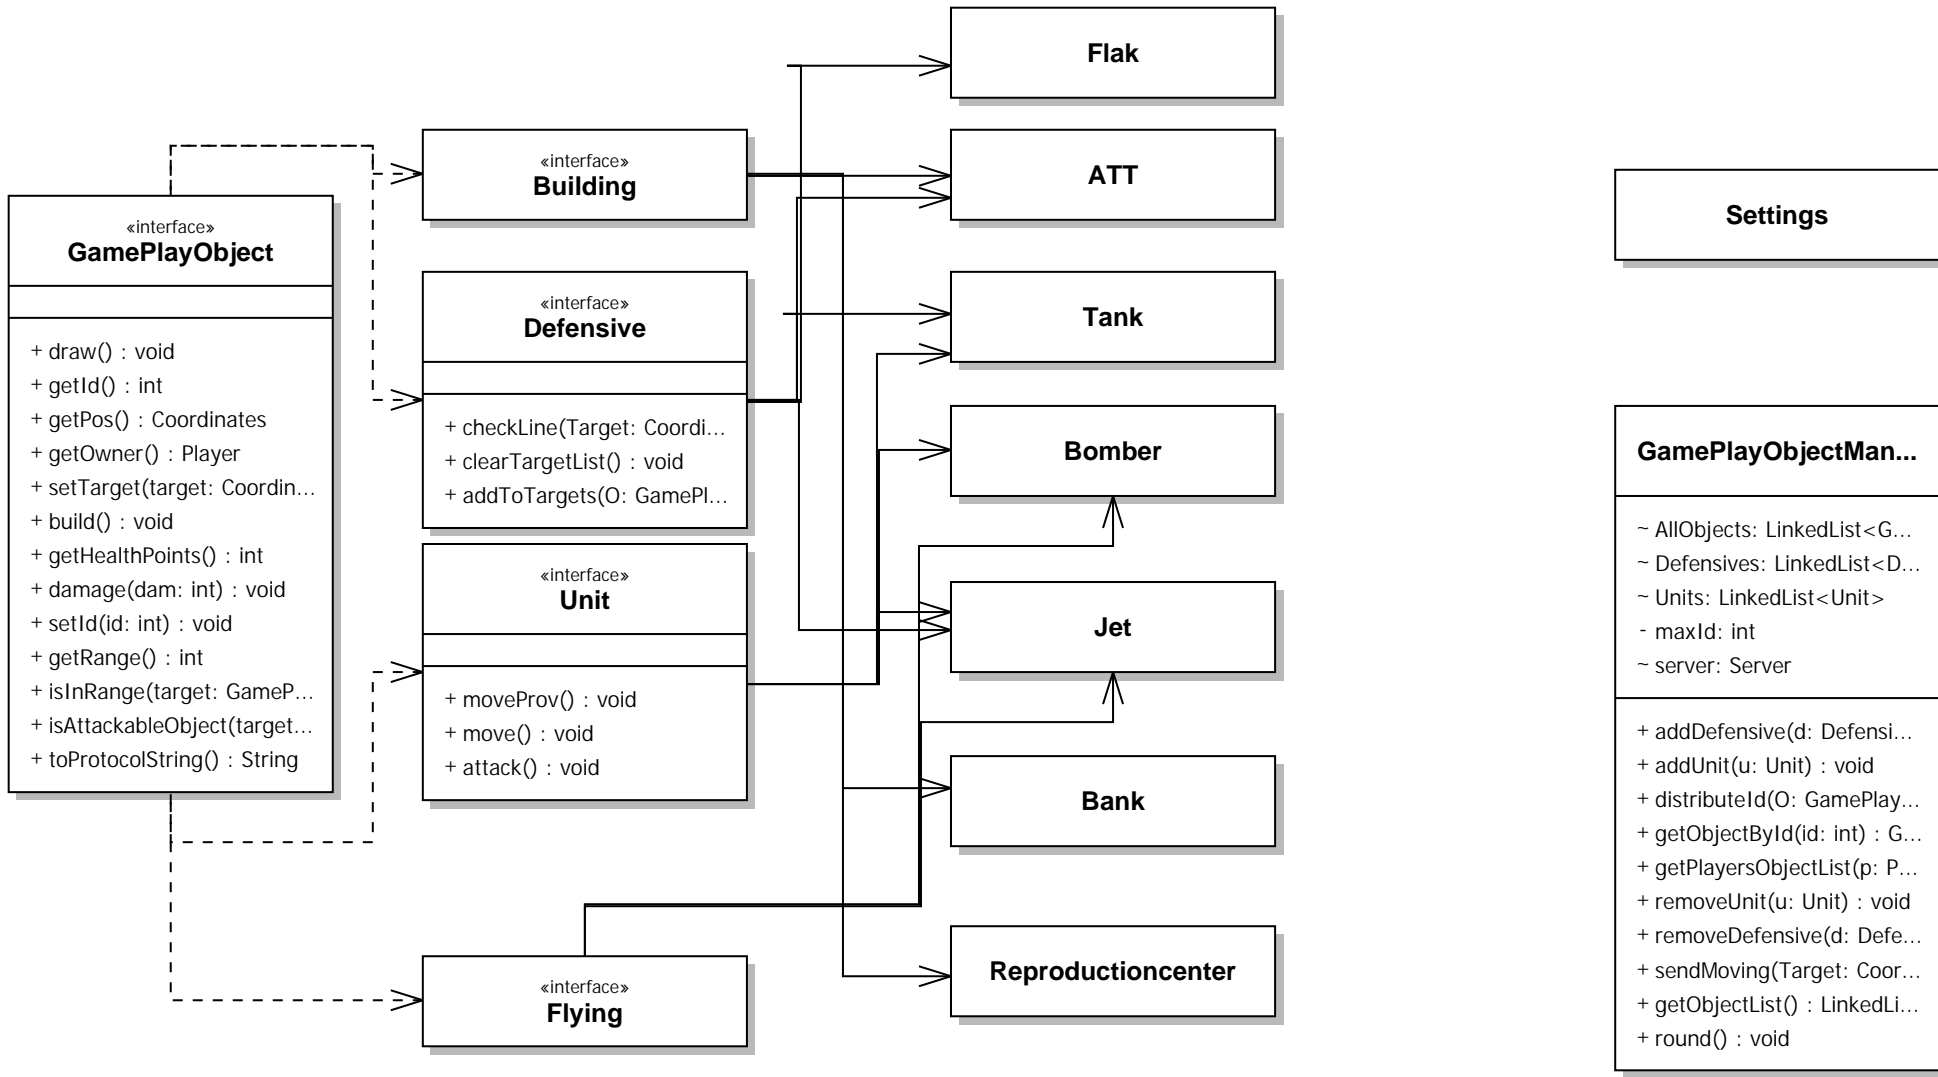 «interface»
GamePlayObject
+ draw() : void
+ getId() : int
+ getPos() : Coordinates
+ getOwner() : Player
+ setTarget(target: Coordin...
+ build() : void
+ getHealthPoints() : int
+ damage(dam: int) : void
+ setId(id: int) : void
+ getRange() : int
+ isInRange(target: GameP...
+ isAttackableObject(target...
+ toProtocolString() : String
«interface»
Building
«interface»
Defensive
+ checkLine(Target: Coordi...
+ clearTargetList() : void
+ addToTargets(O: GamePl...
«interface»
Unit
+ moveProv() : void
+ move() : void
+ attack() : void
«interface»
Flying
Flak
ATT
Tank
Bomber
Jet
Bank
Reproductioncenter
Settings
GamePlayObjectMan...
~ AllObjects: LinkedList<G...
~ Defensives: LinkedList<D...
~ Units: LinkedList<Unit>
- maxId: int
~ server: Server
+ addDefensive(d: Defensi...
+ addUnit(u: Unit) : void
+ distributeId(O: GamePlay...
+ getObjectById(id: int) : G...
+ getPlayersObjectList(p: P...
+ removeUnit(u: Unit) : void
+ removeDefensive(d: Defe...
+ sendMoving(Target: Coor...
+ getObjectList() : LinkedLi...
+ round() : void